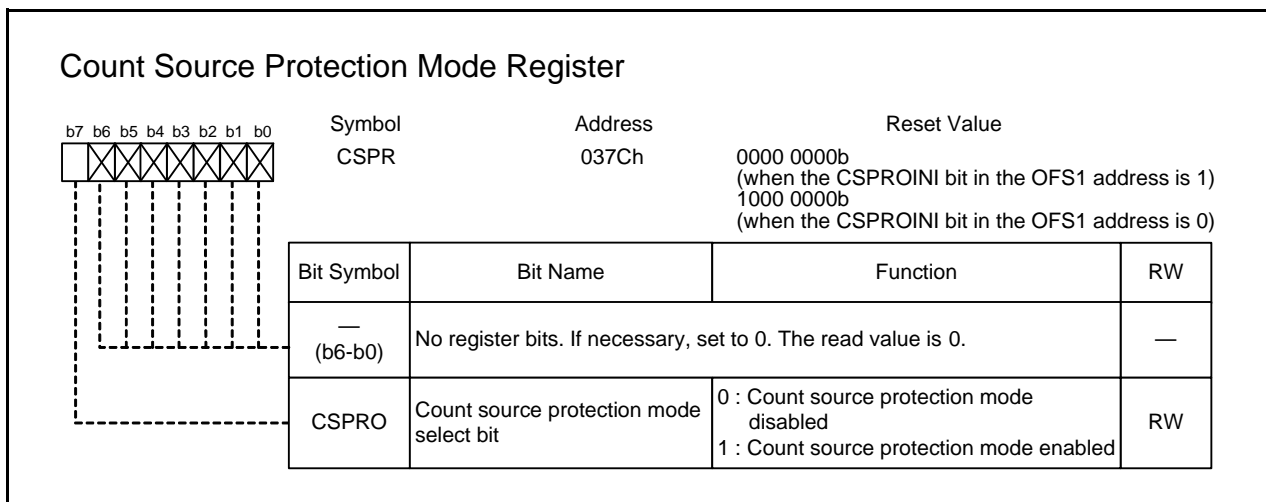 Count Source Protection Mode Register
b7 b6 b5 b4 b3 b2 b1 b0
Symbol Address Reset Value
CSPR 037Ch 0000 0000b
(when the CSPROINI bit in the OFS1 address is 1)
1000 0000b
(when the CSPROINI bit in the OFS1 address is 0)
Bit Symbol Bit Name Function RW
—
(b6-b0)
No register bits. If necessary, set to 0. The read value is 0.
—
CSPRO
Count source protection mode
select bit
0 : Count source protection mode
disabled
1 : Count source protection mode enabled
RW